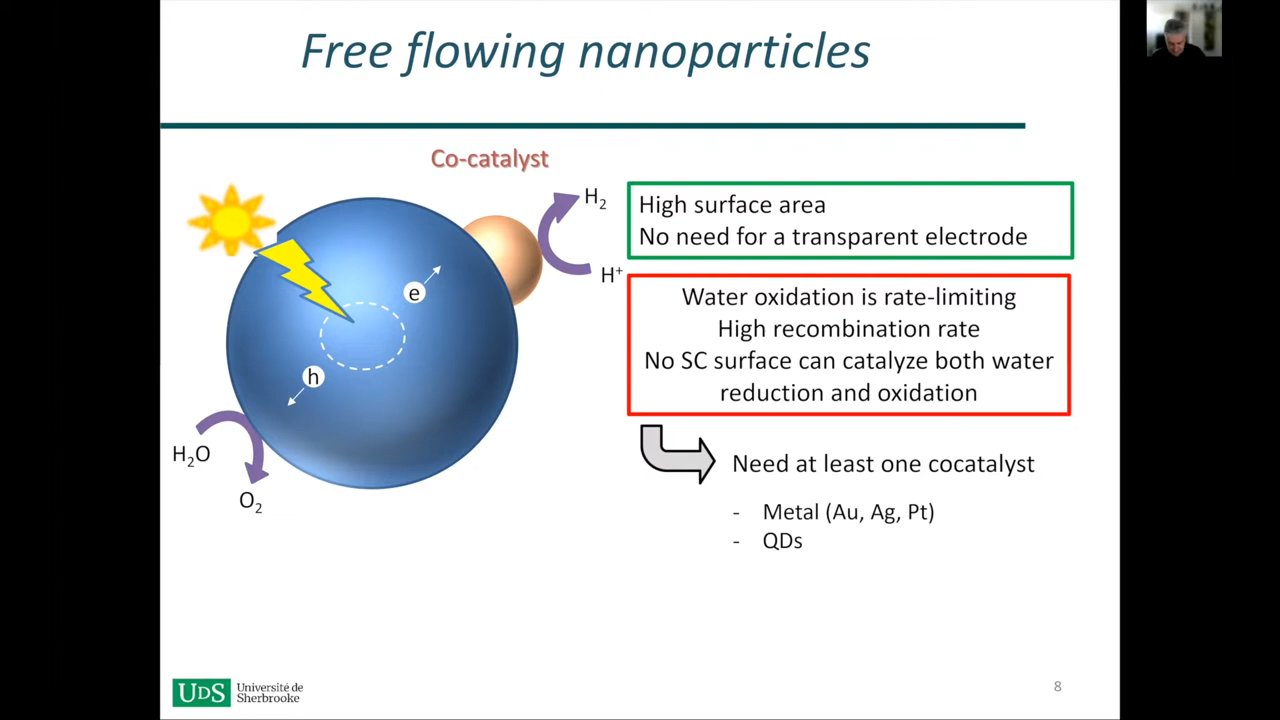 Free flowing nanoparticles
Co-catalyst
H₂
H⁺
e
h
H₂O
O₂
High surface area
No need for a transparent electrode
Water oxidation is rate-limiting
High recombination rate
No SC surface can catalyze both water
reduction and oxidation
Need at least one cocatalyst
- Metal (Au, Ag, Pt)
- QDs
UDS Université de
Sherbrooke
8